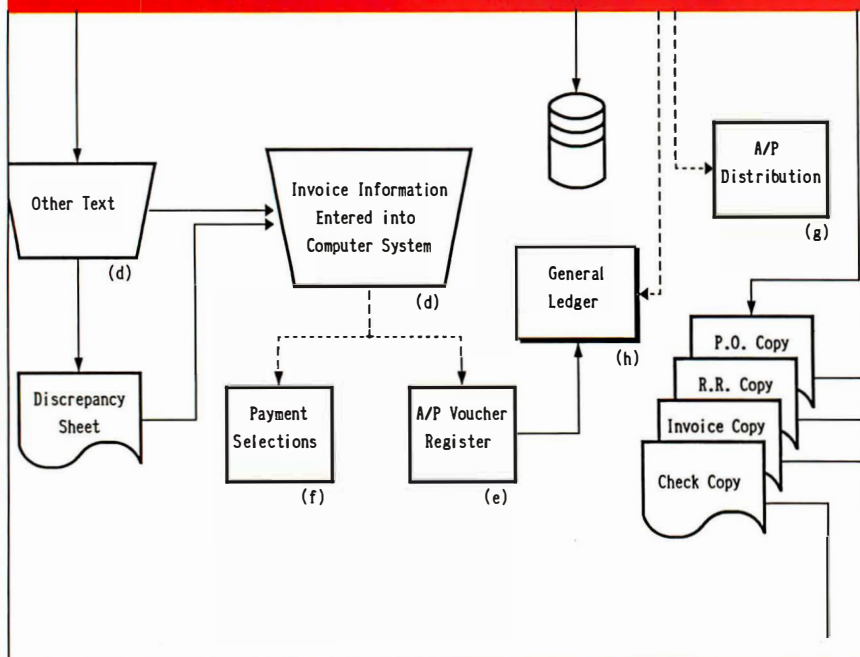 Other Text
(d)
Invoice Information
Entered into
Computer System
(d)
A/P
Distribution
(g)
General
Ledger
(h)
P.O. Copy
R.R. Copy
Invoice Copy
Check Copy
Discrepancy
Sheet
Payment
Selections
(f)
A/P Voucher
Register
(e)